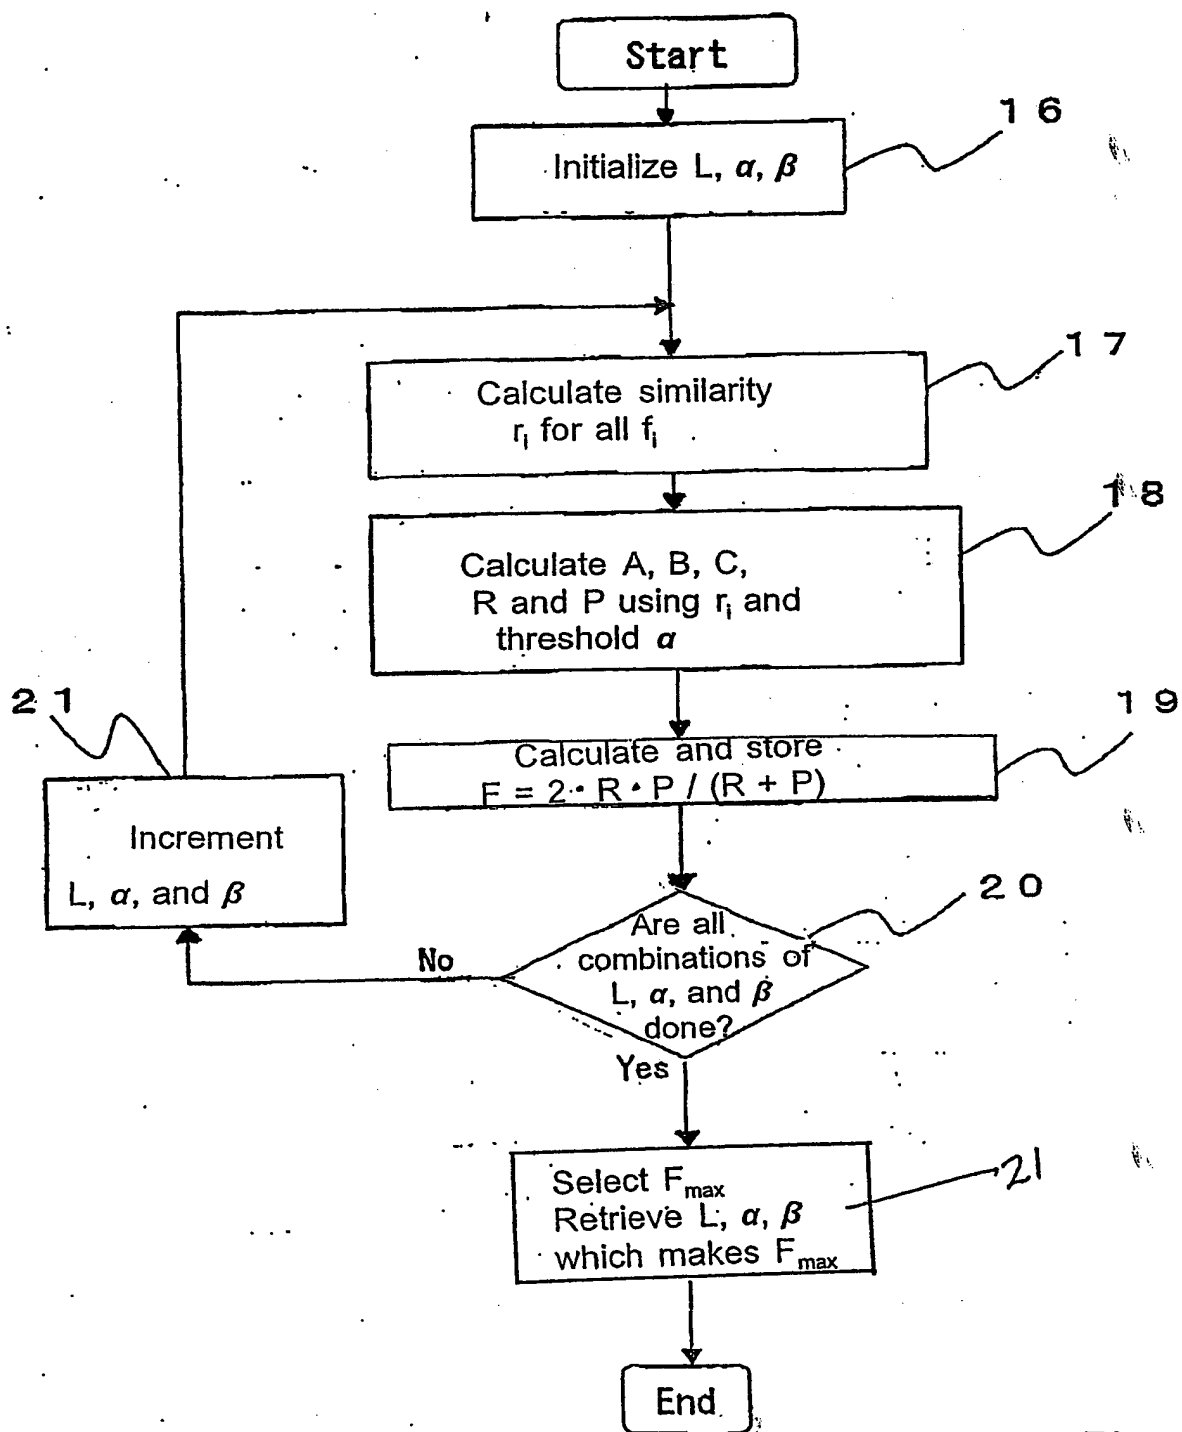 Start
16
Initialize L, α, β
17
Calculate similarity
rᵢ for all fᵢ
18
Calculate A, B, C,
R and P using rᵢ and
threshold α
21
19
Calculate and store
F = 2 · R · P / (R + P)
Increment
L, α, and β
20
Are all
combinations of
L, α, and β
done?
No
Yes
21
Select Fmax
Retrieve L, α, β
which makes Fmax
End